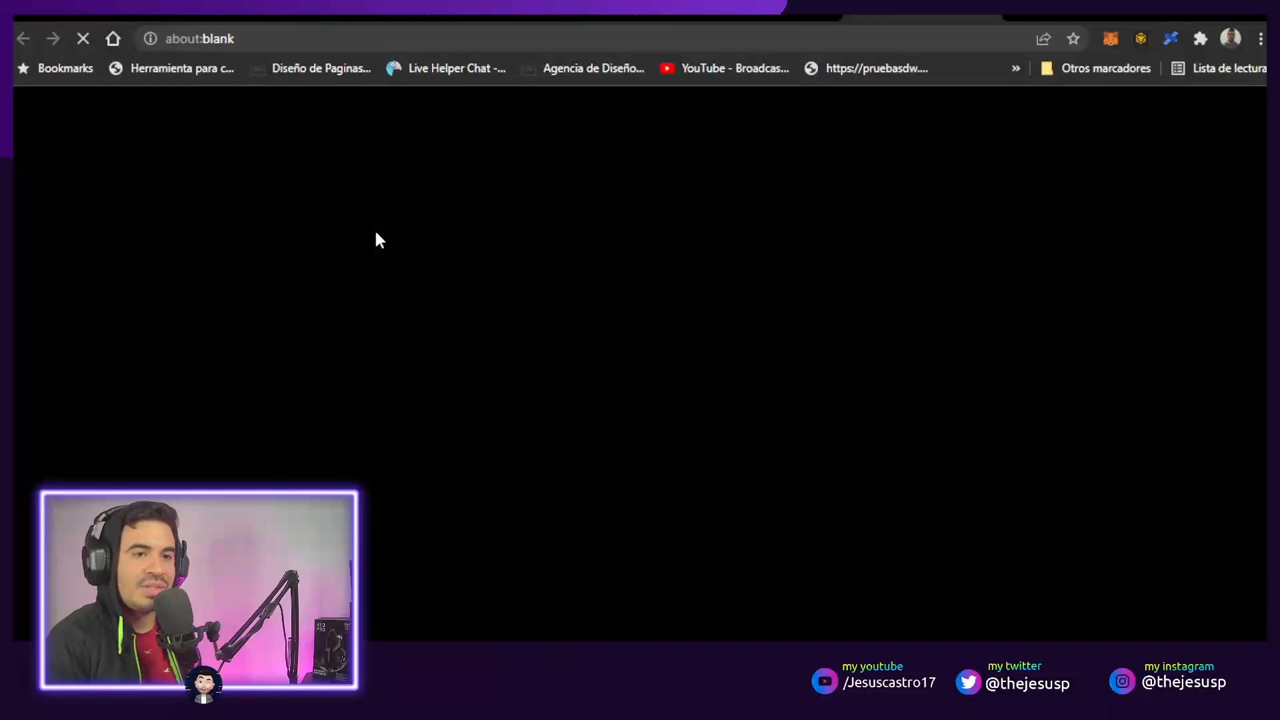 about:blank
Bookmarks
Herramienta para c...
Diseño de Paginas...
Live Helper Chat -...
Agencia de Diseño...
YouTube - Broadcas...
https://pruebasdw....
»
Otros marcadores
Lista de lectura
my youtube
/Jesuscastro17
my twitter
@thejesusp
my instagram
@thejesusp